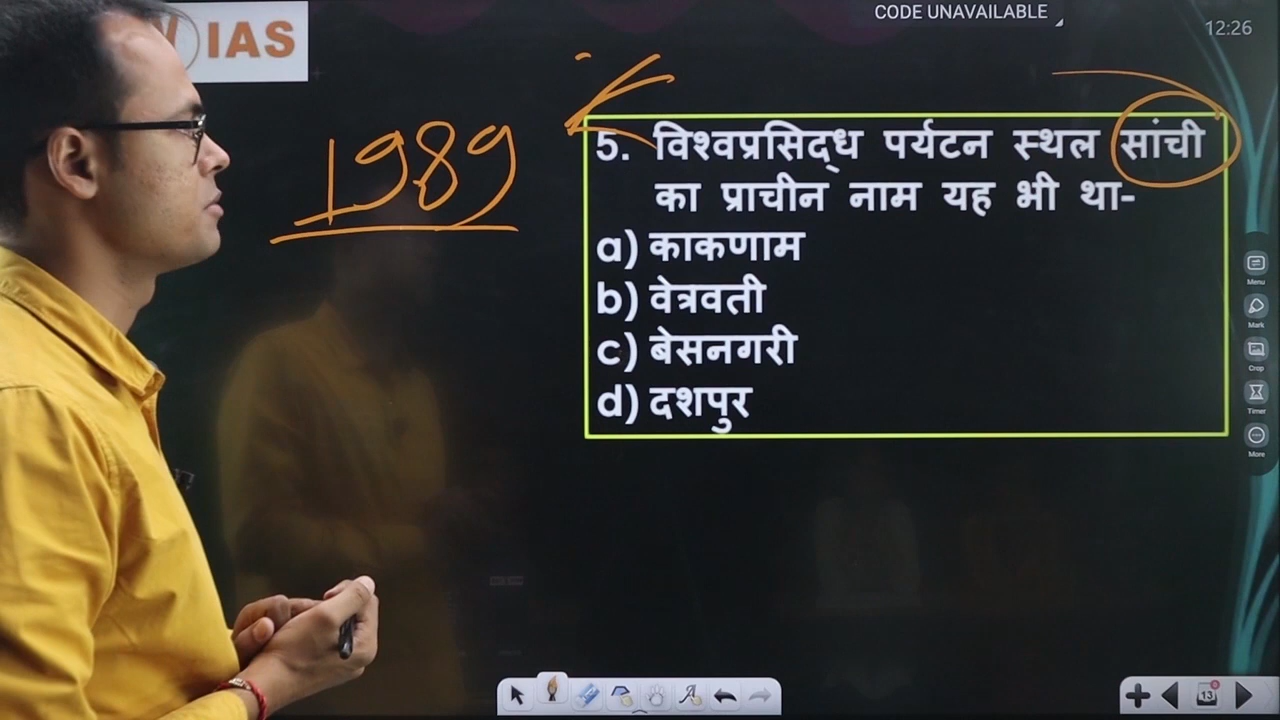 IAS
CODE UNAVAILABLE
12:26
1989
5. विश्वप्रसिद्ध पर्यटन स्थल सांची
का प्राचीन नाम यह भी था-
a) काकणाम
b) वेत्रवती
c) बेसनगरी
d) दशपुर
Menu
Mark
Crop
Timer
More
13